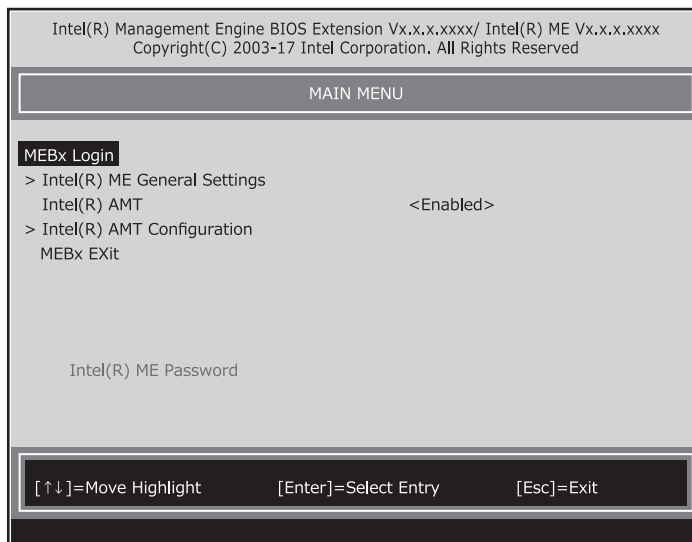 Intel(R) Management Engine BIOS Extension Vx.x.x.xxxx/ Intel(R) ME Vx.x.x.xxxx
Copyright(C) 2003-17 Intel Corporation. All Rights Reserved
MAIN MENU
MEBx Login
> Intel(R) ME General Settings
Intel(R) AMT <Enabled>
> Intel(R) AMT Configuration
MEBx EXit
Intel(R) ME Password
[↑↓]=Move Highlight [Enter]=Select Entry [Esc]=Exit